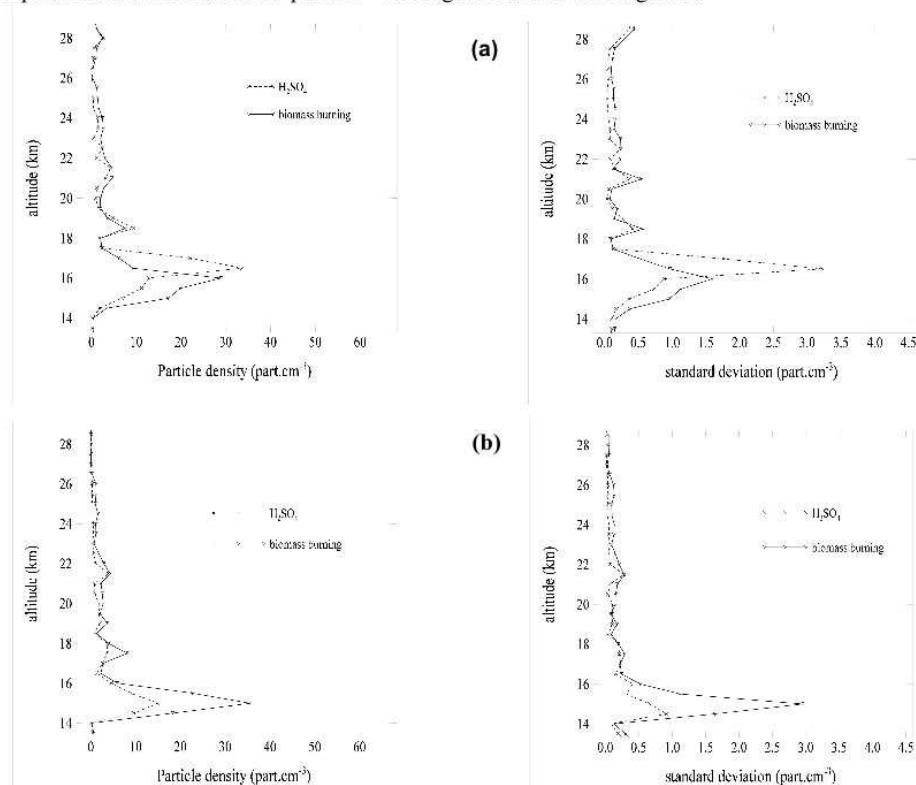 (a)
28
26
24
22
20
18
16
14
altitude (km)
H₂SO₄
biomass burning
0 10 20 30 40 50 60
Particle density (part.cm⁻³)
28
26
24
22
20
18
16
14
altitude (km)
H₂SO₄
biomass burning
0.0 0.5 1.0 1.5 2.0 2.5 3.0 3.5 4.0 4.5
standard deviation (part.cm⁻³)
(b)
28
26
24
22
20
18
16
14
altitude (km)
H₂SO₄
biomass burning
0 10 20 30 40 50 60
Particle density (part.cm⁻³)
28
26
24
22
20
18
16
14
altitude (km)
H₂SO₄
biomass burning
0.0 0.5 1.0 1.5 2.0 2.5 3.0 3.5 4.0 4.5
standard deviation (part.cm⁻³)